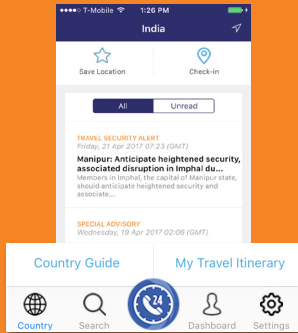 T-Mobile 1:26 PM
India
Save Location Check-in
All Unread
TRAVEL SECURITY ALERT
Friday, 21 Apr 2017 07:23 (GMT)
Manipur: Anticipate heightened security,
associated disruption in Imphal du...
Members in Imphal, the capital of Manipur state,
should anticipate heightened security and
associate...
SPECIAL ADVISORY
Wednesday, 19 Apr 2017 02:06 (GMT)
Country Guide My Travel Itinerary
24
Country Search Dashboard Settings